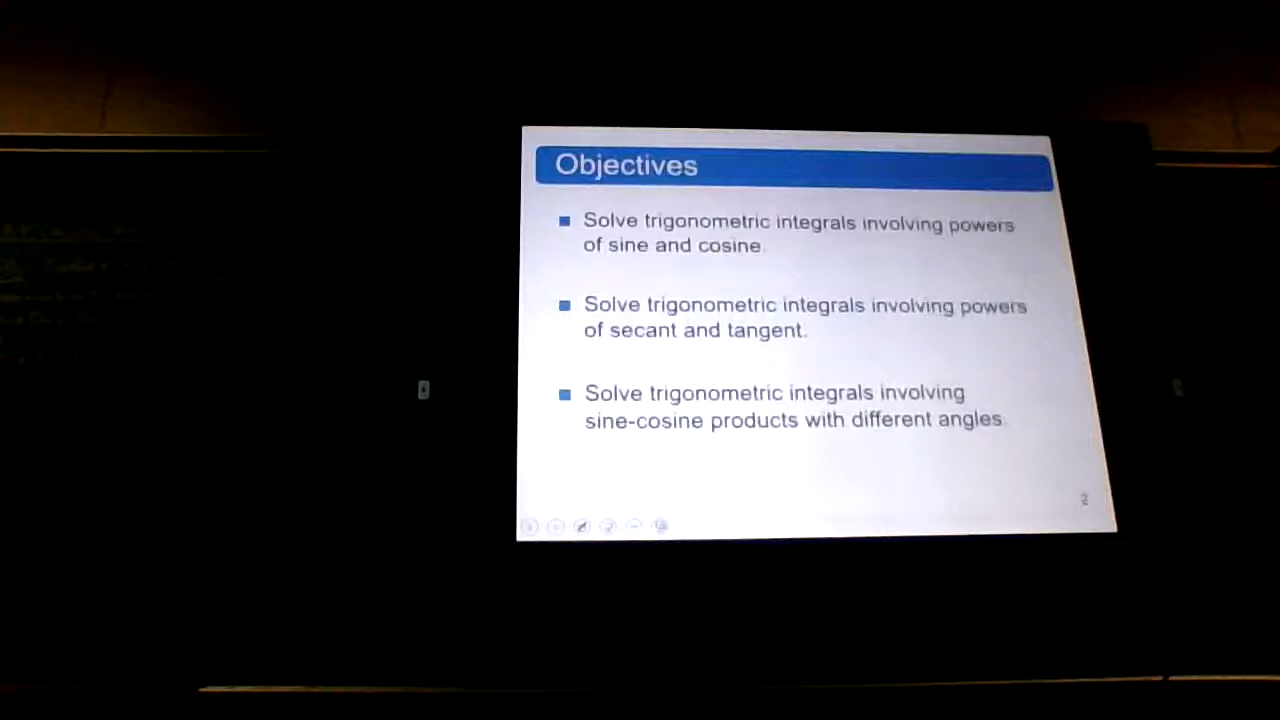 Objectives
Solve trigonometric integrals involving powers
of sine and cosine.
Solve trigonometric integrals involving powers
of secant and tangent.
Solve trigonometric integrals involving
sine-cosine products with different angles.
2